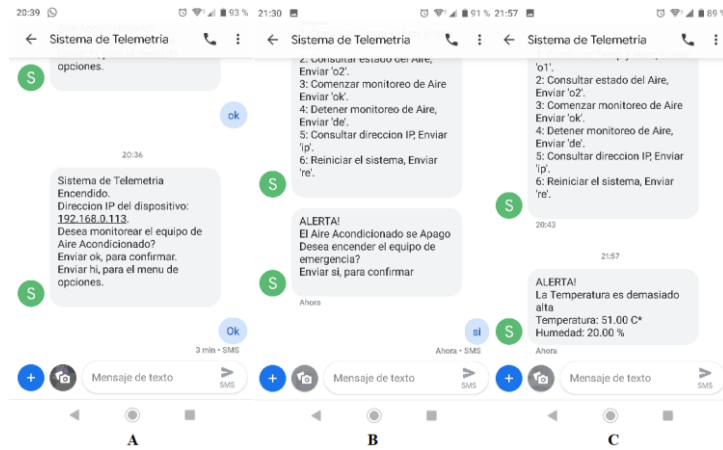 20:39
93 %
Sistema de Telemetria
opciones.
S
ok
20:36
Sistema de Telemetria
Encendido.
Direccion IP del dispositivo:
192.168.0.113.
Desea monitorear el equipo de
Aire Acondicionado?
Enviar ok, para confirmar.
Enviar hi, para el menu de
opciones.
S
Ok
3 min • SMS
Mensaje de texto
SMS
A
21:30
91 %
Sistema de Telemetria
2: Consultar estado del Aire,
Enviar 'o2'.
3: Comenzar monitoreo de Aire
Enviar 'ok'.
4: Detener monitoreo de Aire,
Enviar 'de'.
5: Consultar direccion IP, Enviar
'ip'.
6: Reiniciar el sistema, Enviar
're'.
S
ALERTA!
El Aire Acondicionado se Apago
Desea encender el equipo de
emergencia?
Enviar si, para confirmar
S
Ahora
si
Ahora • SMS
Mensaje de texto
SMS
B
21:57
89 %
Sistema de Telemetria
'o1'.
2: Consultar estado del Aire,
Enviar 'o2'.
3: Comenzar monitoreo de Aire
Enviar 'ok'.
4: Detener monitoreo de Aire,
Enviar 'de'.
5: Consultar direccion IP, Enviar
'ip'.
6: Reiniciar el sistema, Enviar
're'.
S
20:43
21:57
ALERTA!
La Temperatura es demasiado
alta
Temperatura: 51.00 C*
Humedad: 20.00 %
S
Ahora
Mensaje de texto
SMS
C